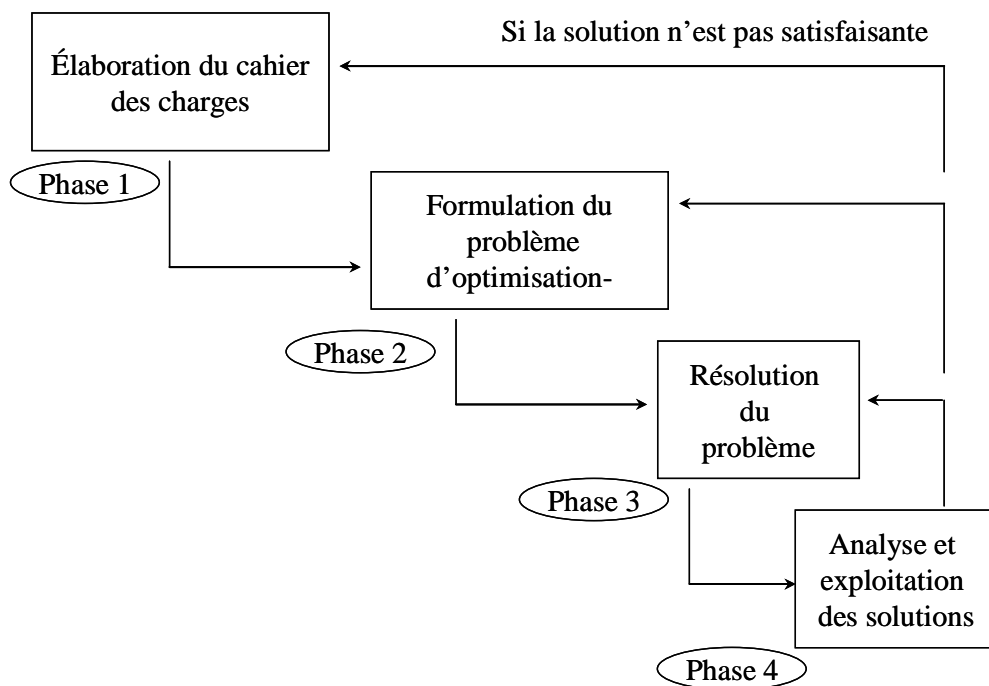 Si la solution n’est pas satisfaisante
Élaboration du cahier
des charges
Phase 1
Formulation du
problème
d’optimisation-
Phase 2
Résolution
du
problème
Phase 3
Analyse et
exploitation
des solutions
Phase 4